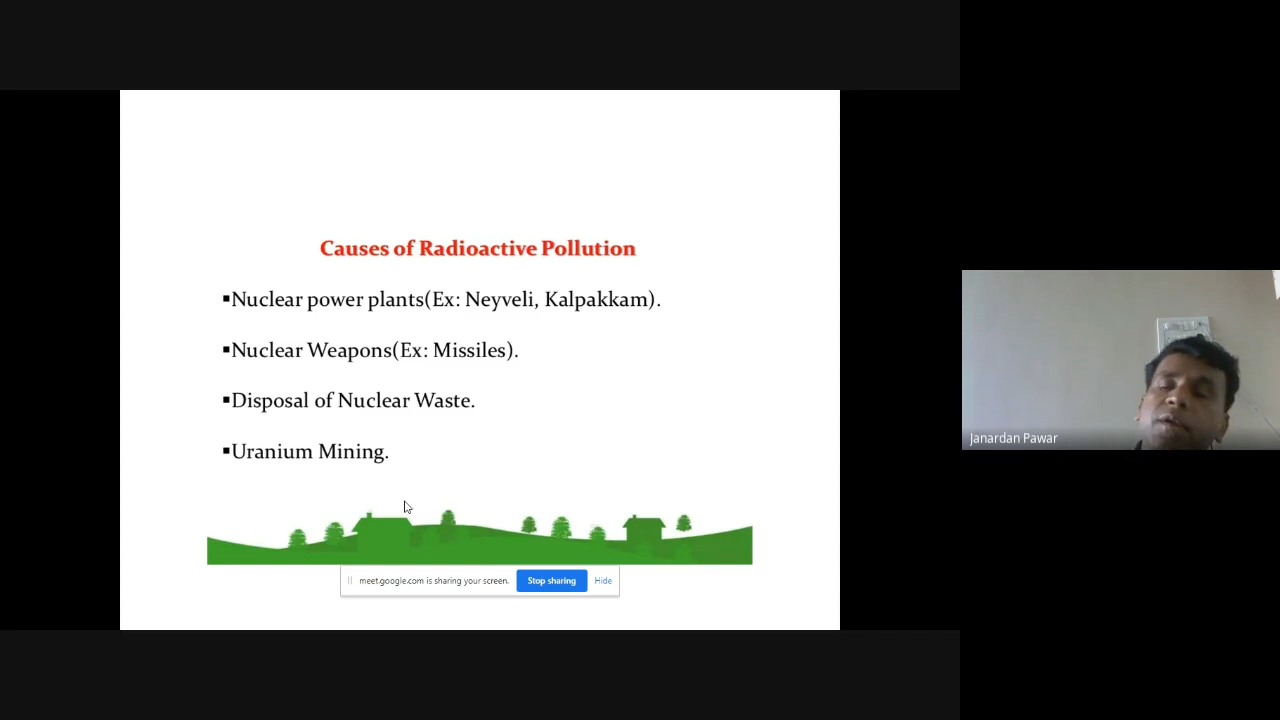 Causes of Radioactive Pollution
▪Nuclear power plants(Ex: Neyveli, Kalpakkam).
▪Nuclear Weapons(Ex: Missiles).
▪Disposal of Nuclear Waste.
▪Uranium Mining.
meet.google.com is sharing your screen. Stop sharing Hide
Janardan Pawar